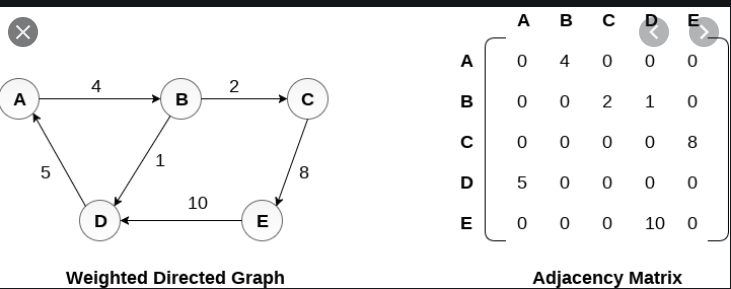 A B C D E
A 0 4 0 0 0
B 0 0 2 1 0
C 0 0 0 0 8
D 5 0 0 0 0
E 0 0 0 10 0
4 2
A B C
5 1 8
10
D E
Weighted Directed Graph
Adjacency Matrix